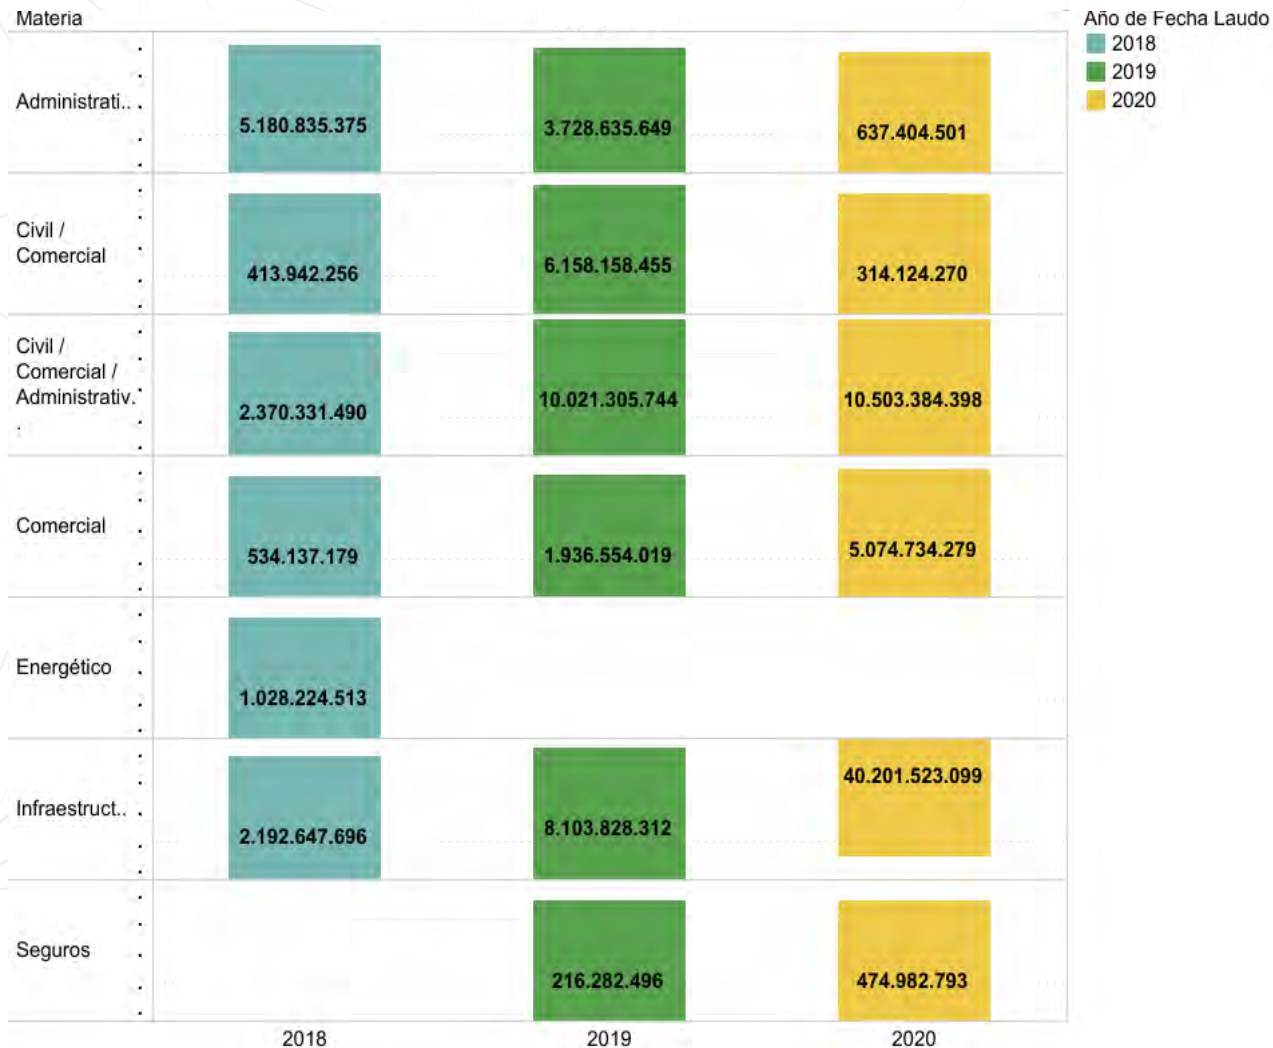 Materia
Año de Fecha Laudo
2018
2019
2020
Administrati..
5.180.835.375
3.728.635.649
637.404.501
Civil /
Comercial
413.942.256
6.158.158.455
314.124.270
Civil /
Comercial /
Administrativ.
.
2.370.331.490
10.021.305.744
10.503.384.398
Comercial
534.137.179
1.936.554.019
5.074.734.279
Energético
1.028.224.513
Infraestruct..
2.192.647.696
8.103.828.312
40.201.523.099
Seguros
216.282.496
474.982.793
2018
2019
2020